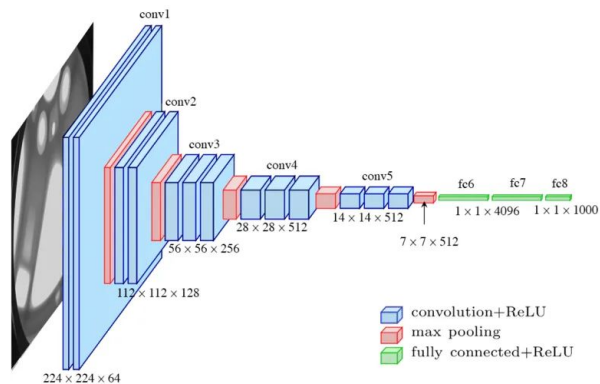 conv1
conv2
conv3
conv4
conv5
fc6
fc7
fc8
1 × 1 × 4096
1 × 1 × 1000
14 × 14 × 512
28 × 28 × 512
7 × 7 × 512
56 × 56 × 256
112 × 112 × 128
224 × 224 × 64
convolution+ReLU
max pooling
fully connected+ReLU